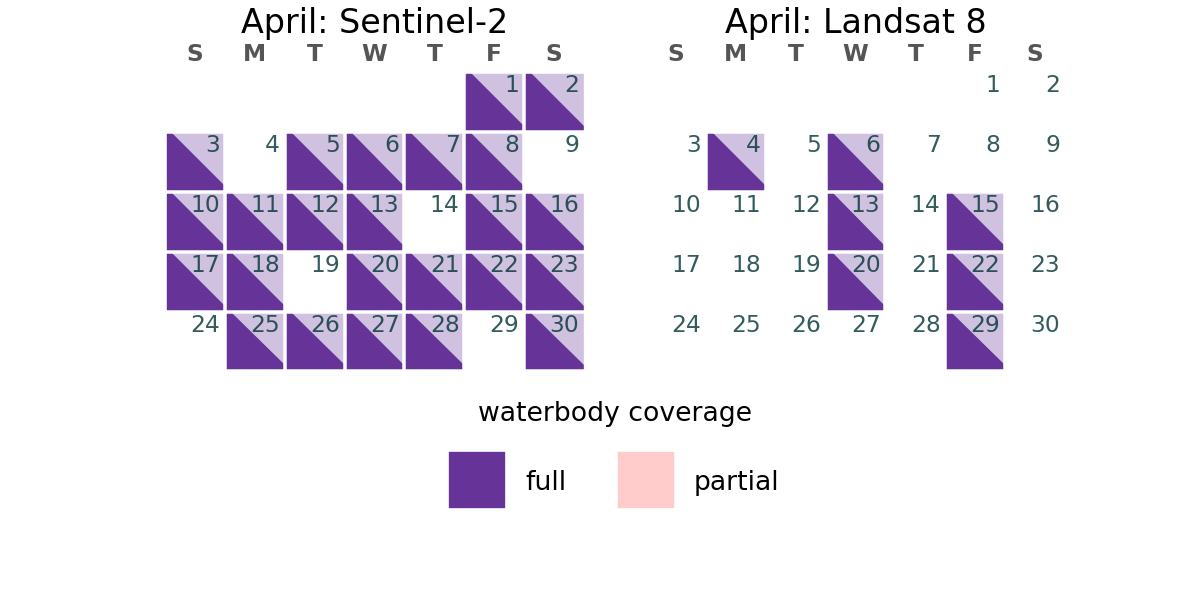 April: Sentinel-2
S M T W T F S
1 2
3 4 5 6 7 8 9
10 11 12 13 14 15 16
17 18 19 20 21 22 23
24 25 26 27 28 29 30
April: Landsat 8
S M T W T F S
1 2
3 4 5 6 7 8 9
10 11 12 13 14 15 16
17 18 19 20 21 22 23
24 25 26 27 28 29 30
waterbody coverage
full partial